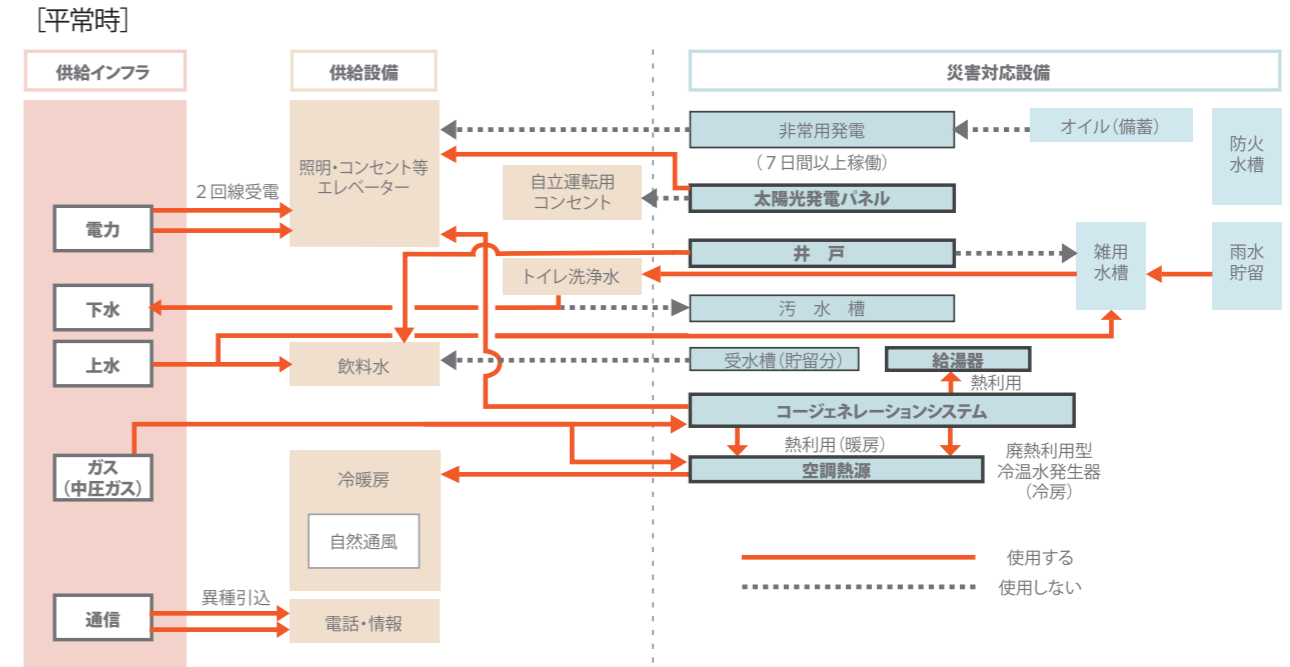 ［平常時］
供給インフラ
供給設備
災害対応設備
非常用発電
（７日間以上稼働）
オイル（備蓄）
防火
水槽
照明・コンセント等
エレベーター
２回線受電
自立運転用
コンセント
太陽光発電パネル
電力
井　戸
雑用
水槽
雨水
貯留
トイレ洗浄水
下水
汚　水　槽
上水
飲料水
受水槽（貯留分）
給湯器
熱利用
コージェネレーションシステム
熱利用（暖房）
廃熱利用型
冷温水発生器
（冷房）
ガス
（中圧ガス）
冷暖房
空調熱源
自然通風
使用する
使用しない
異種引込
通信
電話・情報